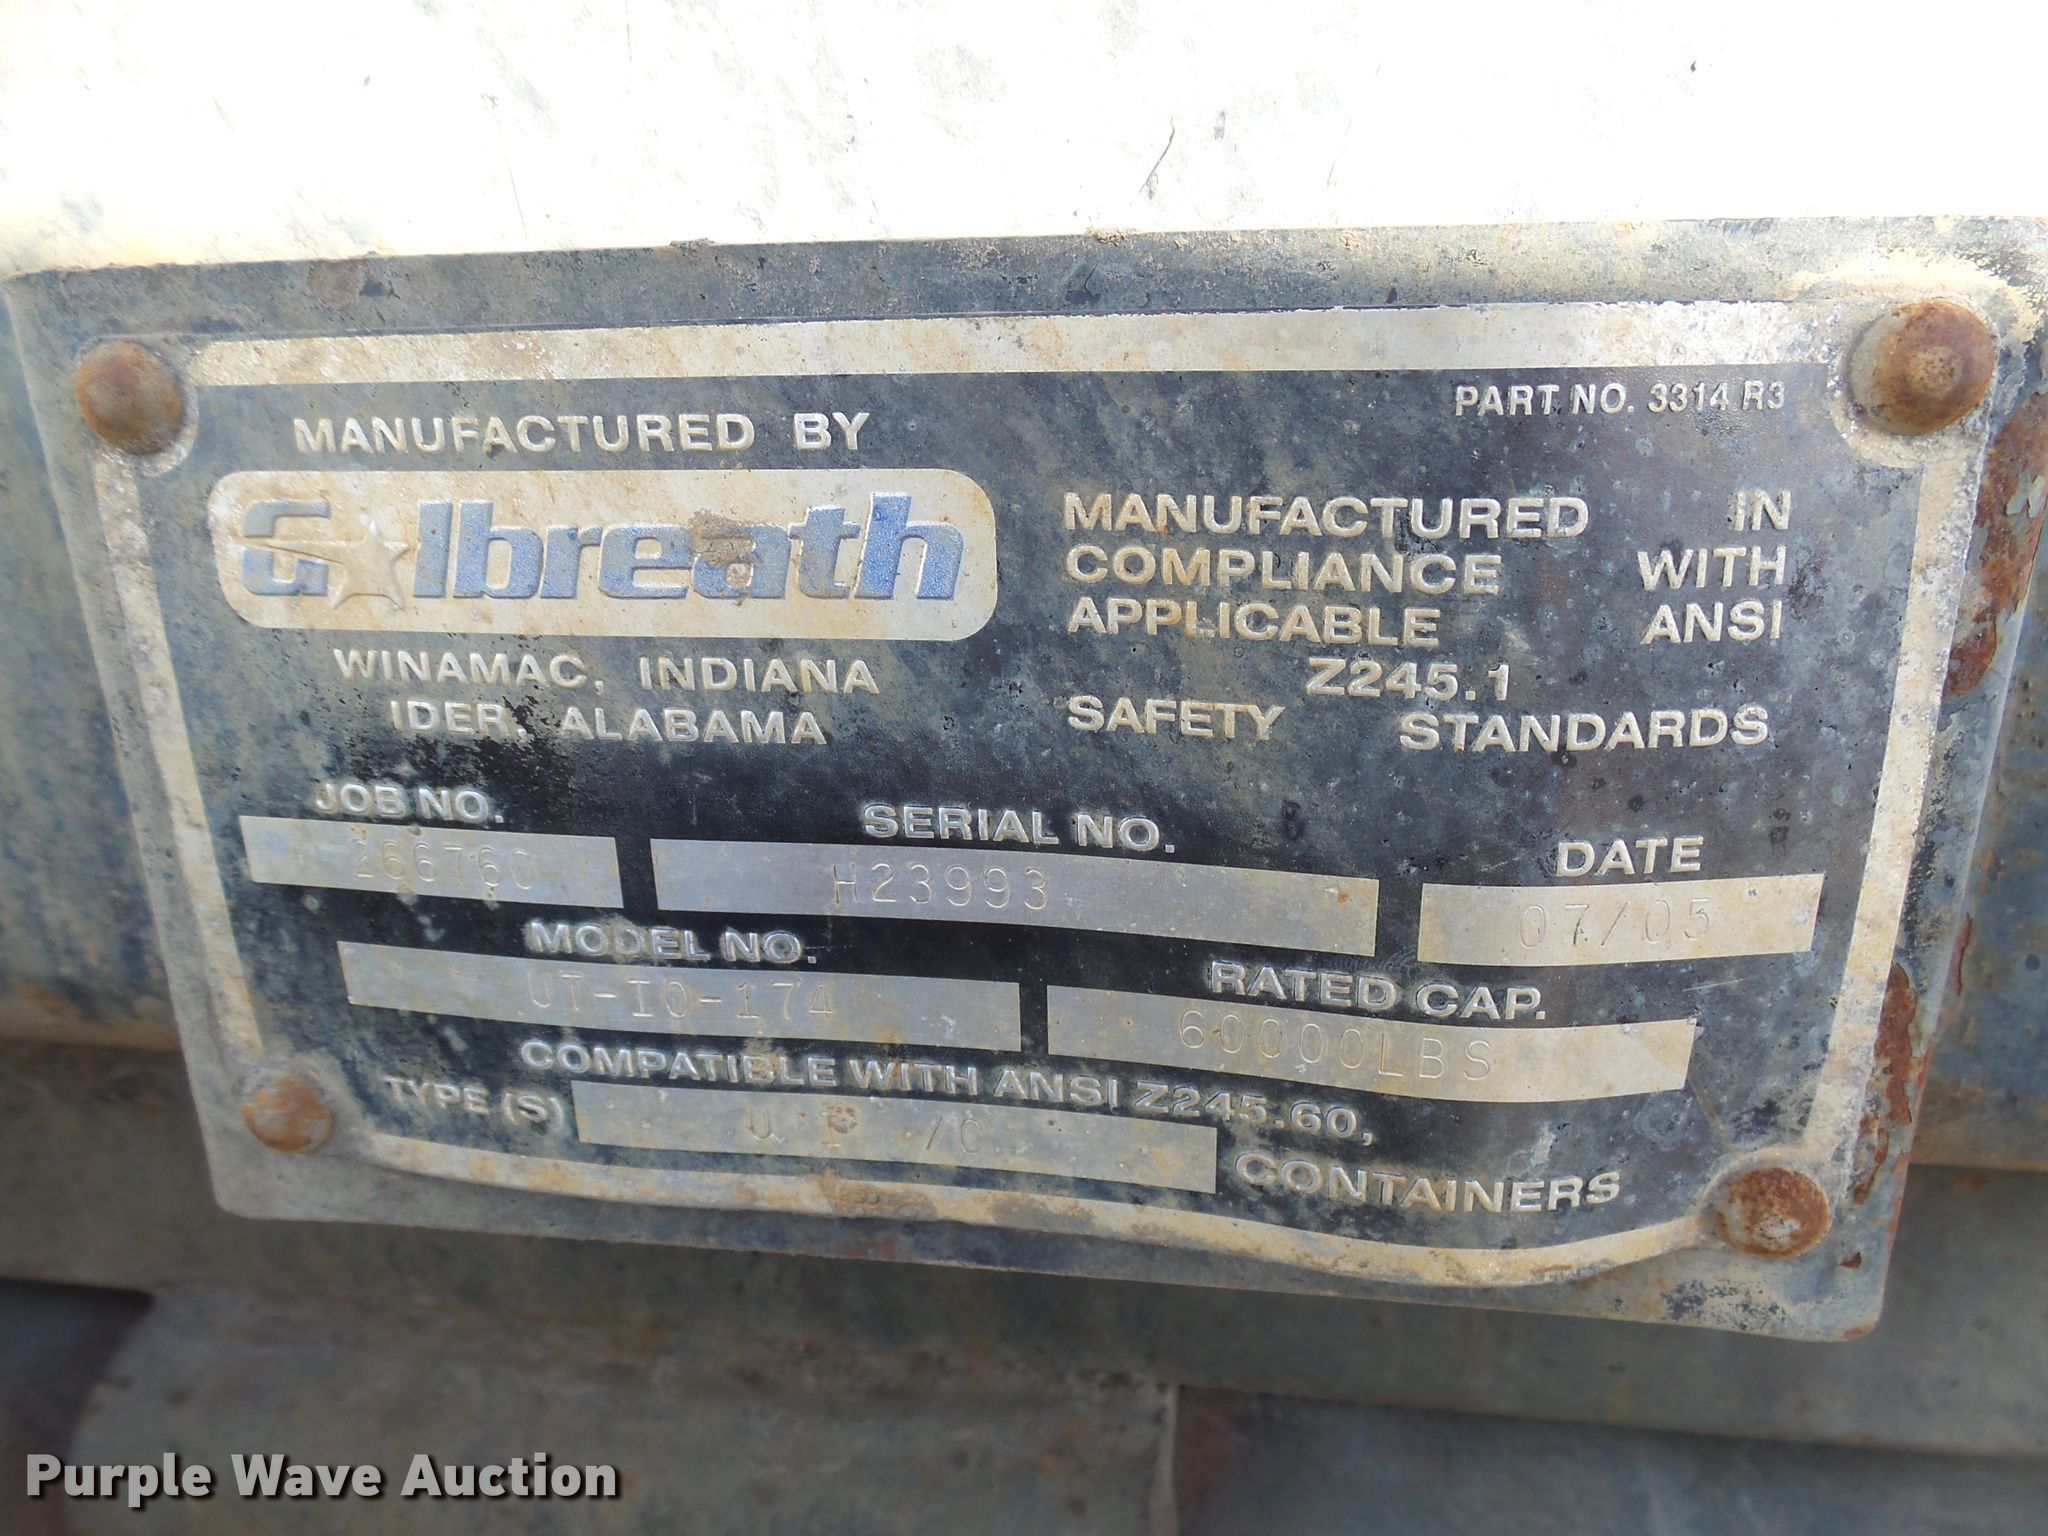 PART NO. 3314 R3
MANUFACTURED BY
Galbreath
WINAMAC, INDIANA
IDER, ALABAMA
MANUFACTURED IN
COMPLIANCE WITH
APPLICABLE ANSI
Z245.1
SAFETY STANDARDS
JOB NO.
266760
SERIAL NO.
H23993
DATE
07/05
MODEL NO.
UT-IO-174
RATED CAP.
60000LBS
COMPATIBLE WITH ANSI Z245.60,
TYPE (S) /C CONTAINERS
Purple Wave Auction